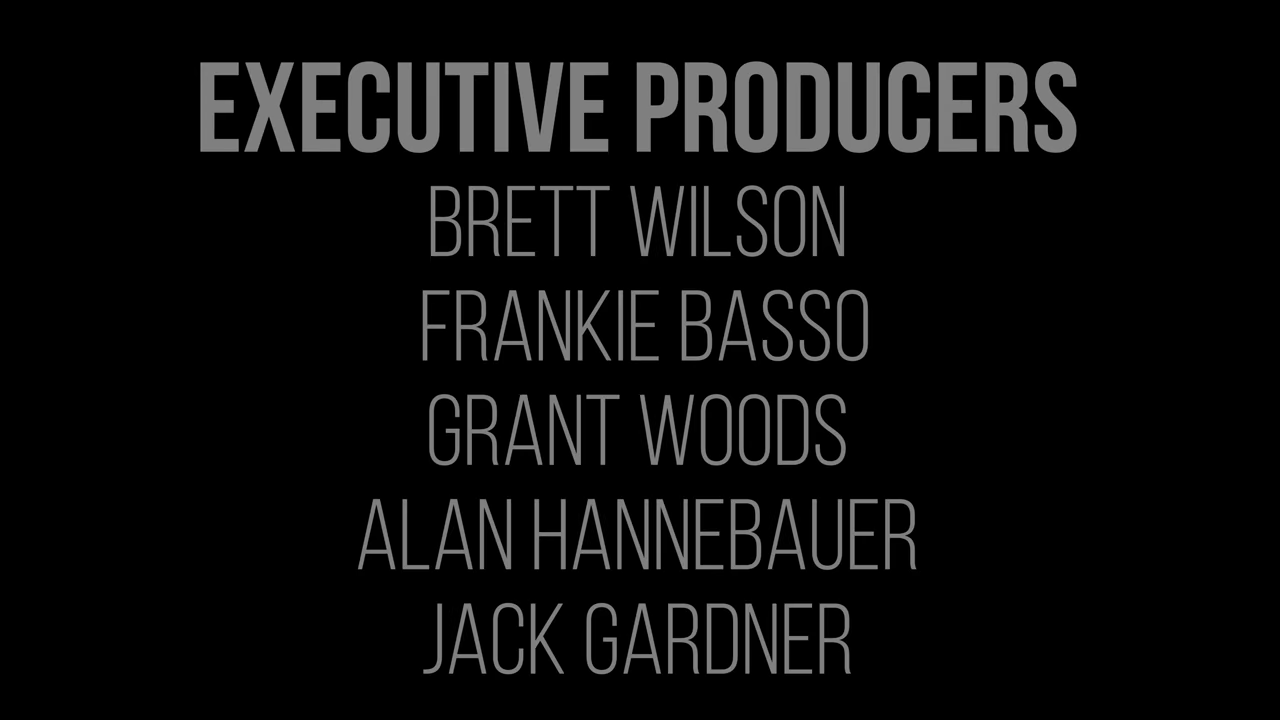 EXECUTIVE PRODUCERS
BRETT WILSON
FRANKIE BASSO
GRANT WOODS
ALAN HANNEBAUER
JACK GARDNER